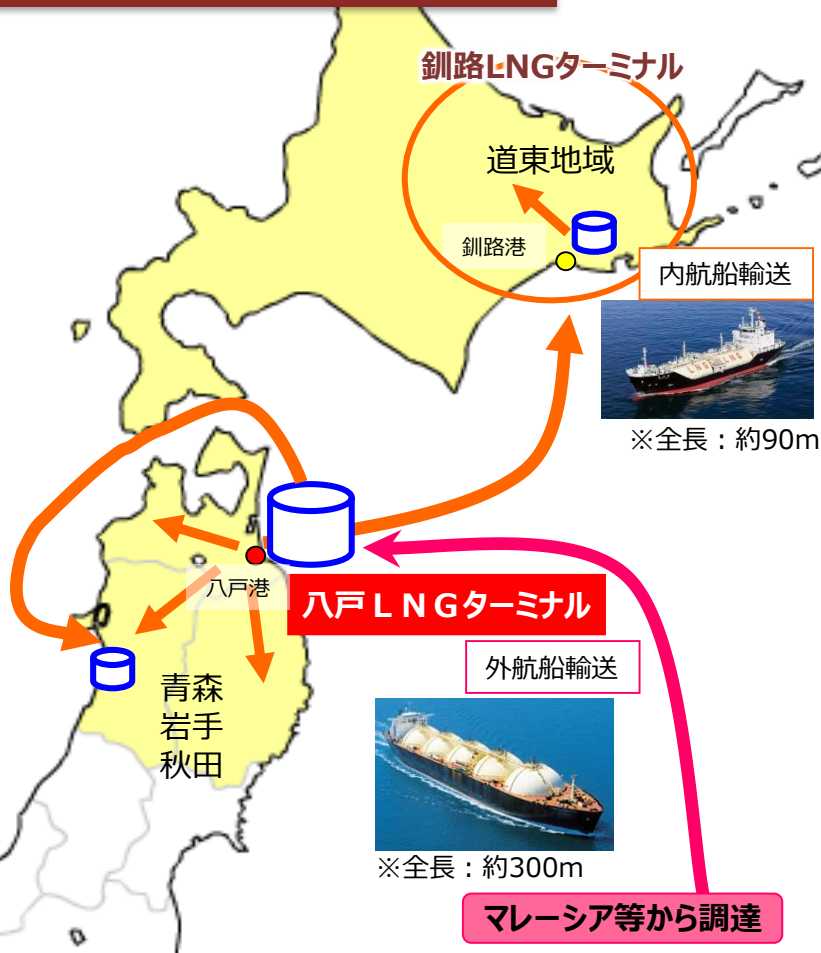 釧路LNGターミナル
道東地域
釧路港
内航船輸送
LNG LNG
※全長：約90m
八戸港
八戸ＬＮＧターミナル
外航船輸送
青森
岩手
秋田
※全長：約300m
マレーシア等から調達